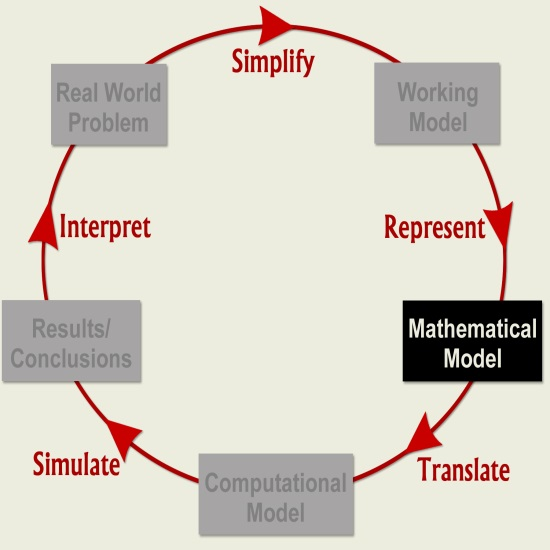 Simplify
Real World
Problem
Working
Model
Interpret
Represent
Results/
Conclusions
Mathematical
Model
Simulate
Translate
Computational
Model